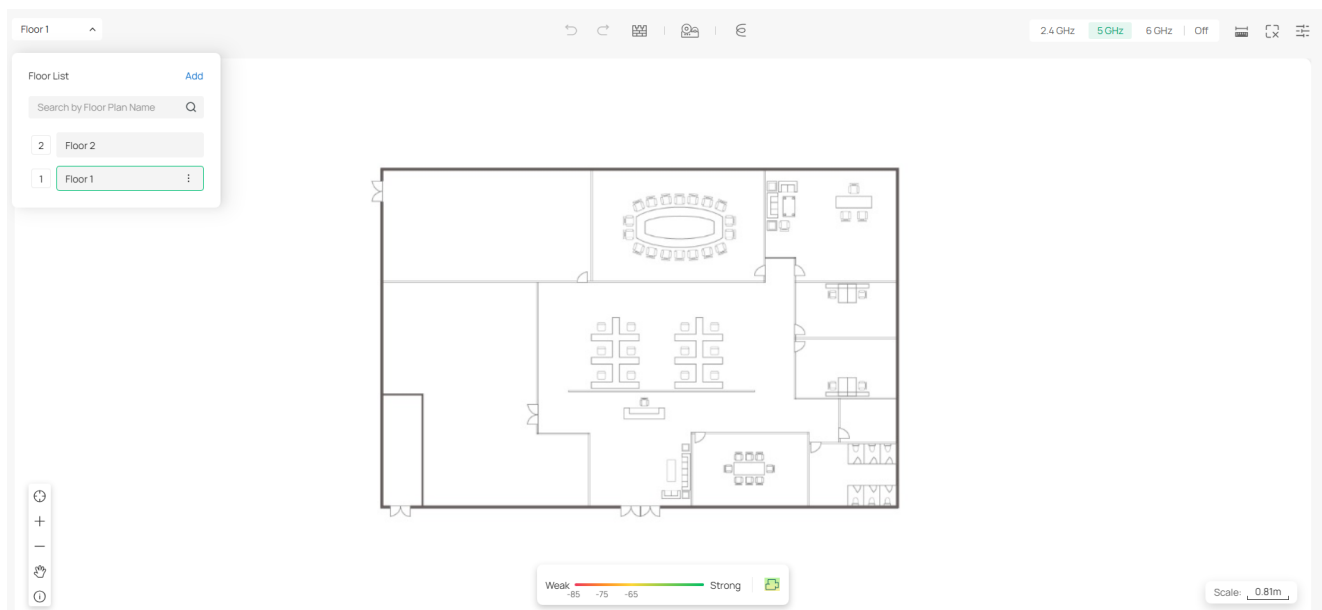 Floor 1
2.4 GHz 5 GHz 6 GHz Off
Floor List Add
Search by Floor Plan Name
2 Floor 2
1 Floor 1
Weak Strong
-85 -75 -65
Scale: 0.81m